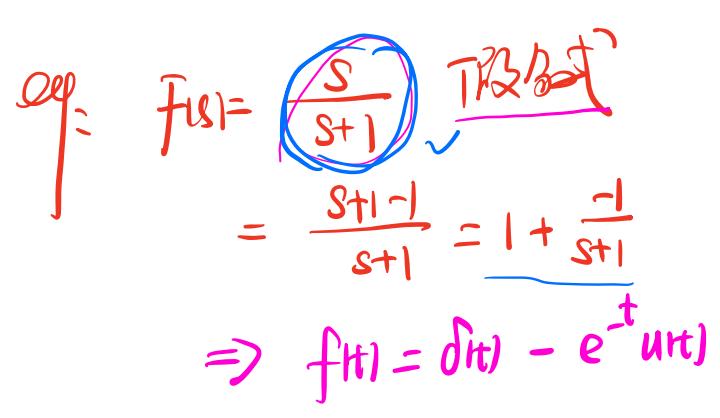 eg: F(s) = s/(s+1) 假分式
= (s+1-1)/(s+1) = 1 + (-1)/(s+1)
⇒ f(t) = δ(t) - e^{-t} u(t)